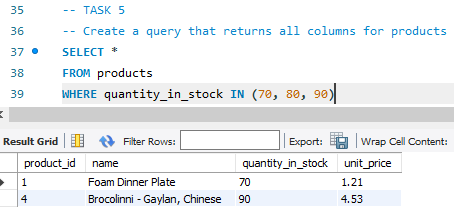 35 -- TASK 5
36 -- Create a query that returns all columns for products
37 SELECT *
38 FROM products
39 WHERE quantity_in_stock IN (70, 80, 90)
Result Grid Filter Rows: Export: Wrap Cell Content:
product_id name quantity_in_stock unit_price
1 Foam Dinner Plate 70 1.21
4 Brocolinni - Gaylan, Chinese 90 4.53